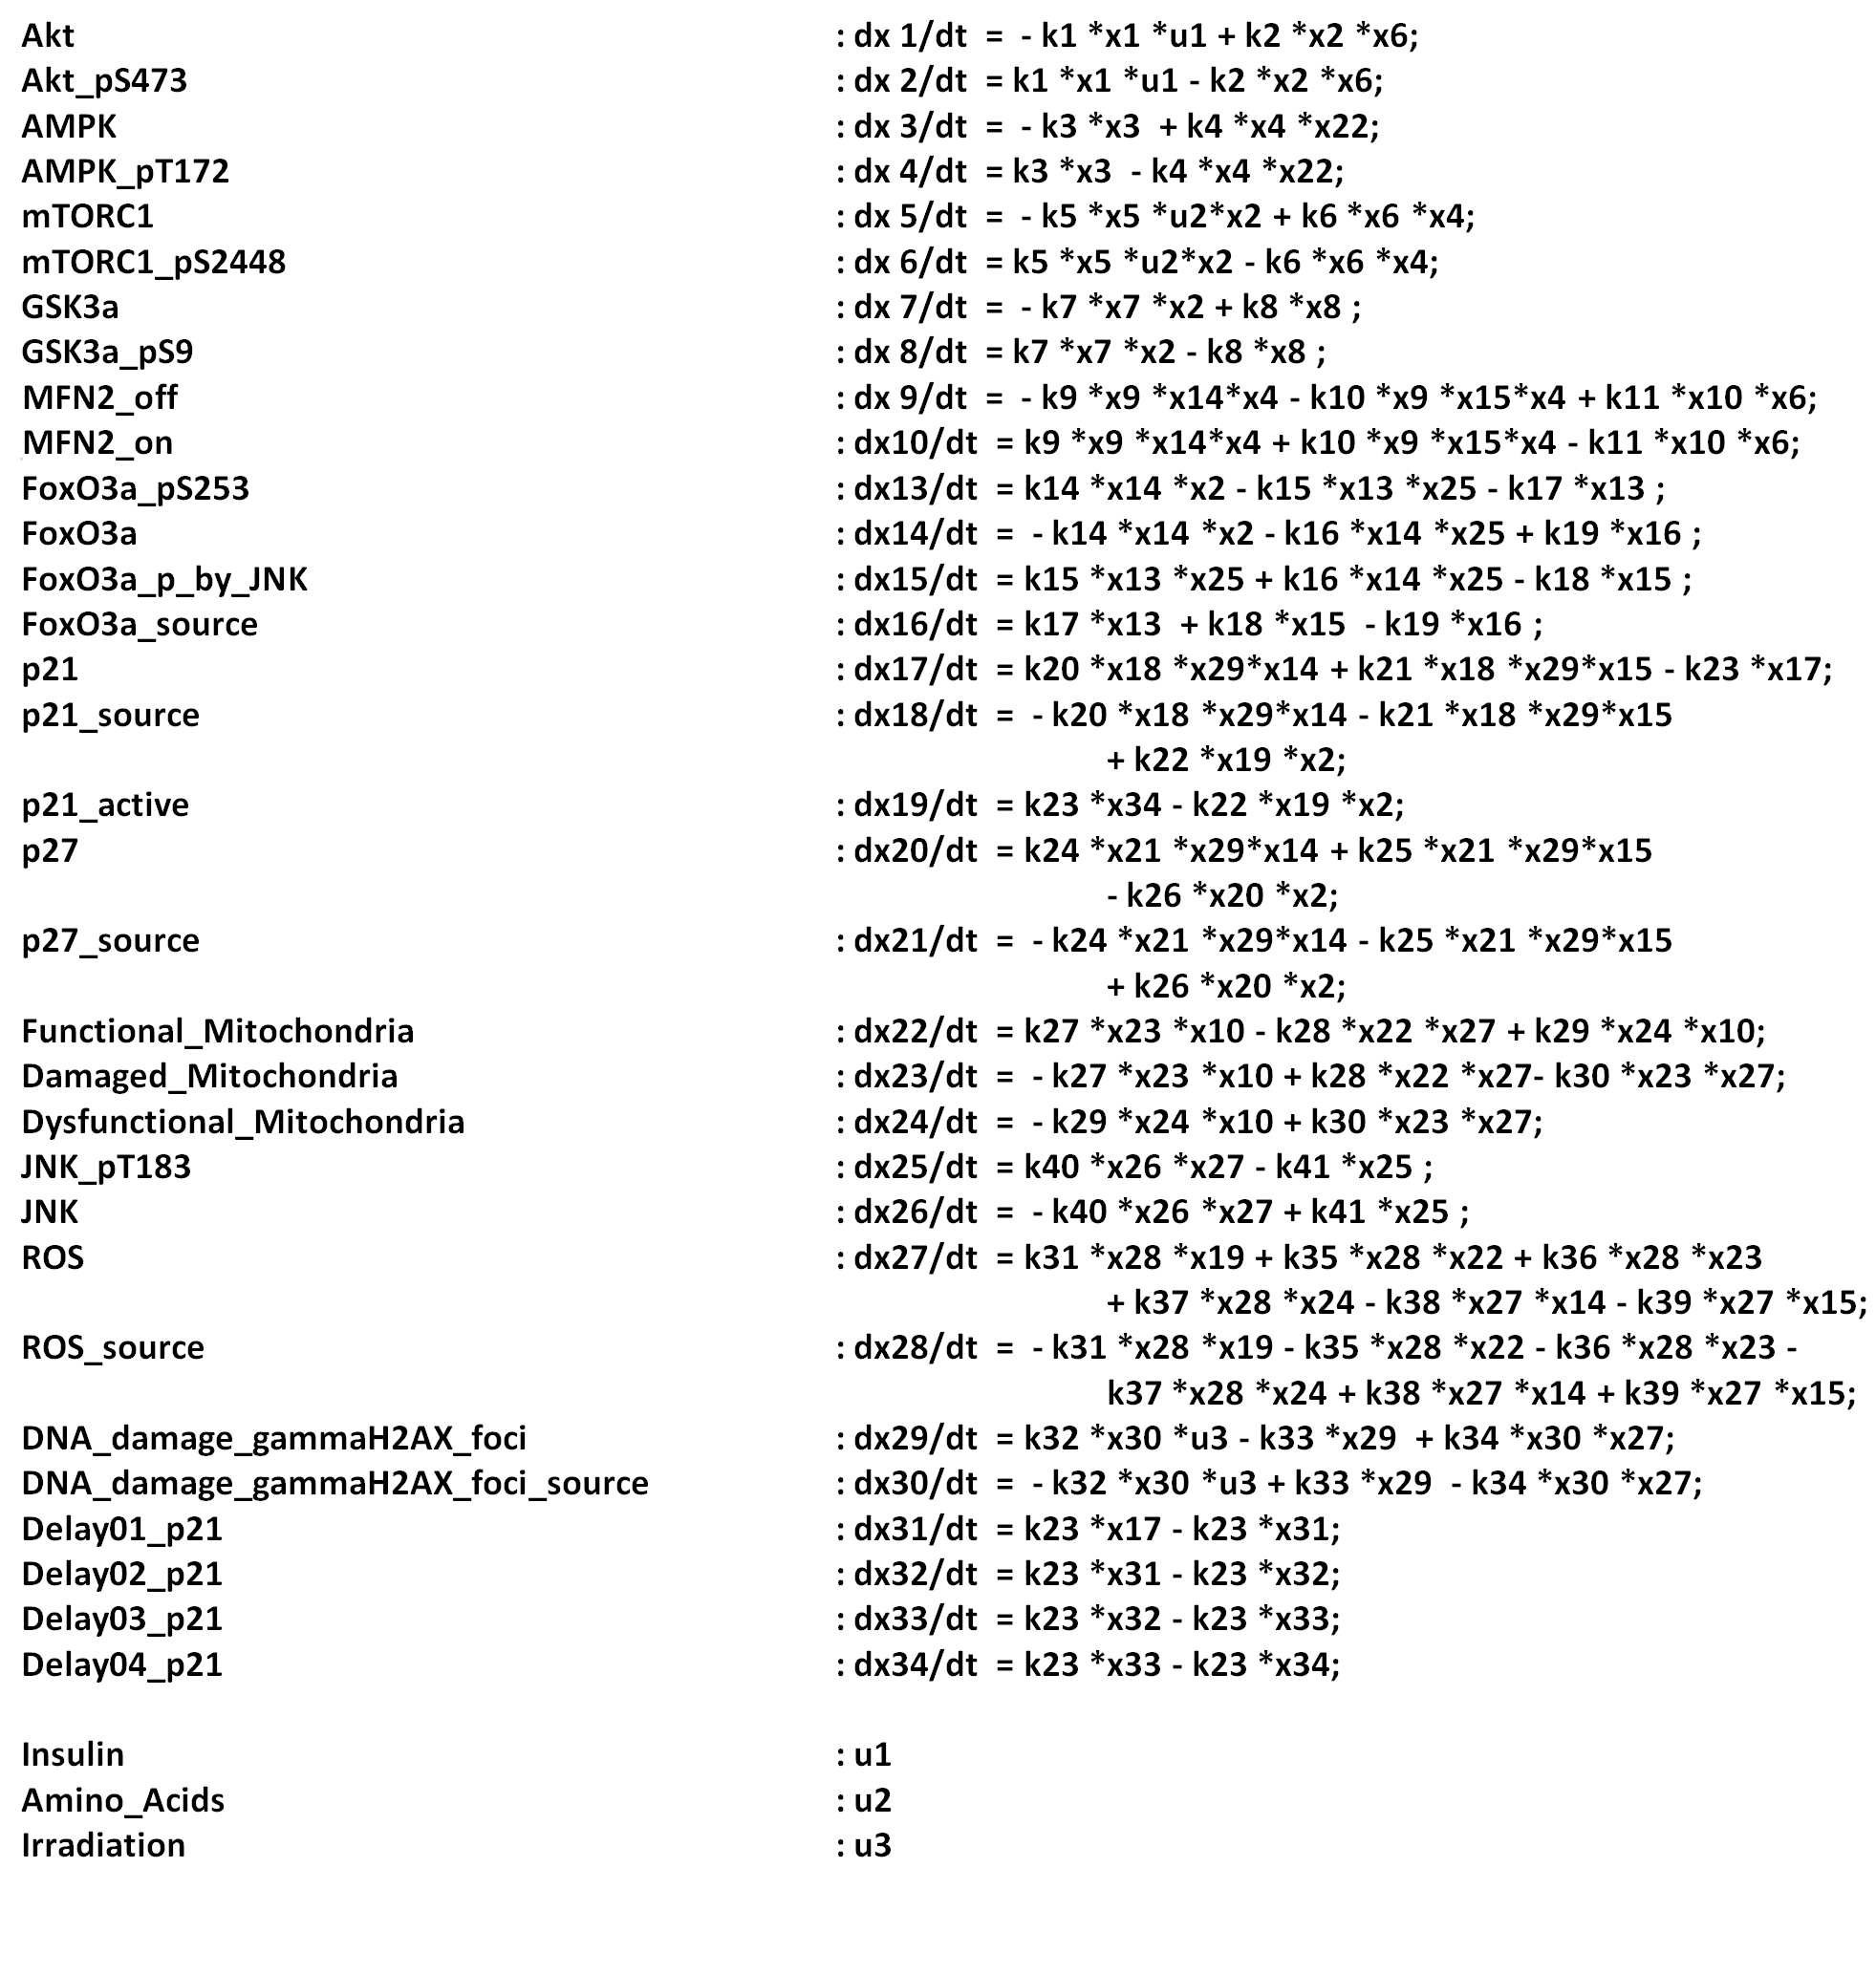 Akt : dx 1/dt = - k1 *x1 *u1 + k2 *x2 *x6;
Akt_pS473 : dx 2/dt = k1 *x1 *u1 - k2 *x2 *x6;
AMPK : dx 3/dt = - k3 *x3 + k4 *x4 *x22;
AMPK_pT172 : dx 4/dt = k3 *x3 - k4 *x4 *x22;
mTORC1 : dx 5/dt = - k5 *x5 *u2*x2 + k6 *x6 *x4;
mTORC1_pS2448 : dx 6/dt = k5 *x5 *u2*x2 - k6 *x6 *x4;
GSK3a : dx 7/dt = - k7 *x7 *x2 + k8 *x8 ;
GSK3a_pS9 : dx 8/dt = k7 *x7 *x2 - k8 *x8 ;
MFN2_off : dx 9/dt = - k9 *x9 *x14*x4 - k10 *x9 *x15*x4 + k11 *x10 *x6;
MFN2_on : dx10/dt = k9 *x9 *x14*x4 + k10 *x9 *x15*x4 - k11 *x10 *x6;
FoxO3a_pS253 : dx13/dt = k14 *x14 *x2 - k15 *x13 *x25 - k17 *x13 ;
FoxO3a : dx14/dt = - k14 *x14 *x2 - k16 *x14 *x25 + k19 *x16 ;
FoxO3a_p_by_JNK : dx15/dt = k15 *x13 *x25 + k16 *x14 *x25 - k18 *x15 ;
FoxO3a_source : dx16/dt = k17 *x13 + k18 *x15 - k19 *x16 ;
p21 : dx17/dt = k20 *x18 *x29*x14 + k21 *x18 *x29*x15 - k23 *x17;
p21_source : dx18/dt = - k20 *x18 *x29*x14 - k21 *x18 *x29*x15
+ k22 *x19 *x2;
p21_active : dx19/dt = k23 *x34 - k22 *x19 *x2;
p27 : dx20/dt = k24 *x21 *x29*x14 + k25 *x21 *x29*x15
- k26 *x20 *x2;
p27_source : dx21/dt = - k24 *x21 *x29*x14 - k25 *x21 *x29*x15
+ k26 *x20 *x2;
Functional_Mitochondria : dx22/dt = k27 *x23 *x10 - k28 *x22 *x27 + k29 *x24 *x10;
Damaged_Mitochondria : dx23/dt = - k27 *x23 *x10 + k28 *x22 *x27- k30 *x23 *x27;
Dysfunctional_Mitochondria : dx24/dt = - k29 *x24 *x10 + k30 *x23 *x27;
JNK_pT183 : dx25/dt = k40 *x26 *x27 - k41 *x25 ;
JNK : dx26/dt = - k40 *x26 *x27 + k41 *x25 ;
ROS : dx27/dt = k31 *x28 *x19 + k35 *x28 *x22 + k36 *x28 *x23
+ k37 *x28 *x24 - k38 *x27 *x14 - k39 *x27 *x15;
ROS_source : dx28/dt = - k31 *x28 *x19 - k35 *x28 *x22 - k36 *x28 *x23 -
k37 *x28 *x24 + k38 *x27 *x14 + k39 *x27 *x15;
DNA_damage_gammaH2AX_foci : dx29/dt = k32 *x30 *u3 - k33 *x29 + k34 *x30 *x27;
DNA_damage_gammaH2AX_foci_source : dx30/dt = - k32 *x30 *u3 + k33 *x29 - k34 *x30 *x27;
Delay01_p21 : dx31/dt = k23 *x17 - k23 *x31;
Delay02_p21 : dx32/dt = k23 *x31 - k23 *x32;
Delay03_p21 : dx33/dt = k23 *x32 - k23 *x33;
Delay04_p21 : dx34/dt = k23 *x33 - k23 *x34;
Insulin : u1
Amino_Acids : u2
Irradiation : u3